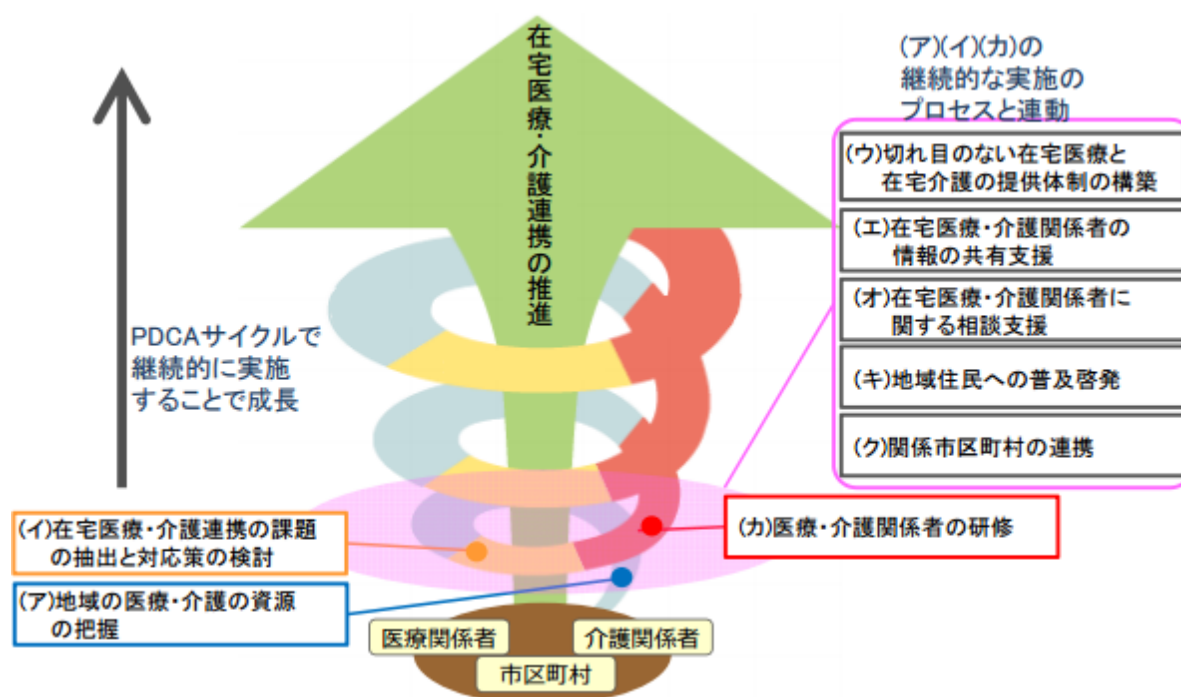 在宅医療・介護連携の推進
(ア)(イ)(カ)の
継続的な実施の
プロセスと連動
(ウ)切れ目のない在宅医療と
在宅介護の提供体制の構築
(エ)在宅医療・介護関係者の
情報の共有支援
(オ)在宅医療・介護関係者に
関する相談支援
(キ)地域住民への普及啓発
(ク)関係市区町村の連携
PDCAサイクルで
継続的に実施
することで成長
(イ)在宅医療・介護連携の課題
の抽出と対応策の検討
(カ)医療・介護関係者の研修
(ア)地域の医療・介護の資源
の把握
医療関係者
介護関係者
市区町村